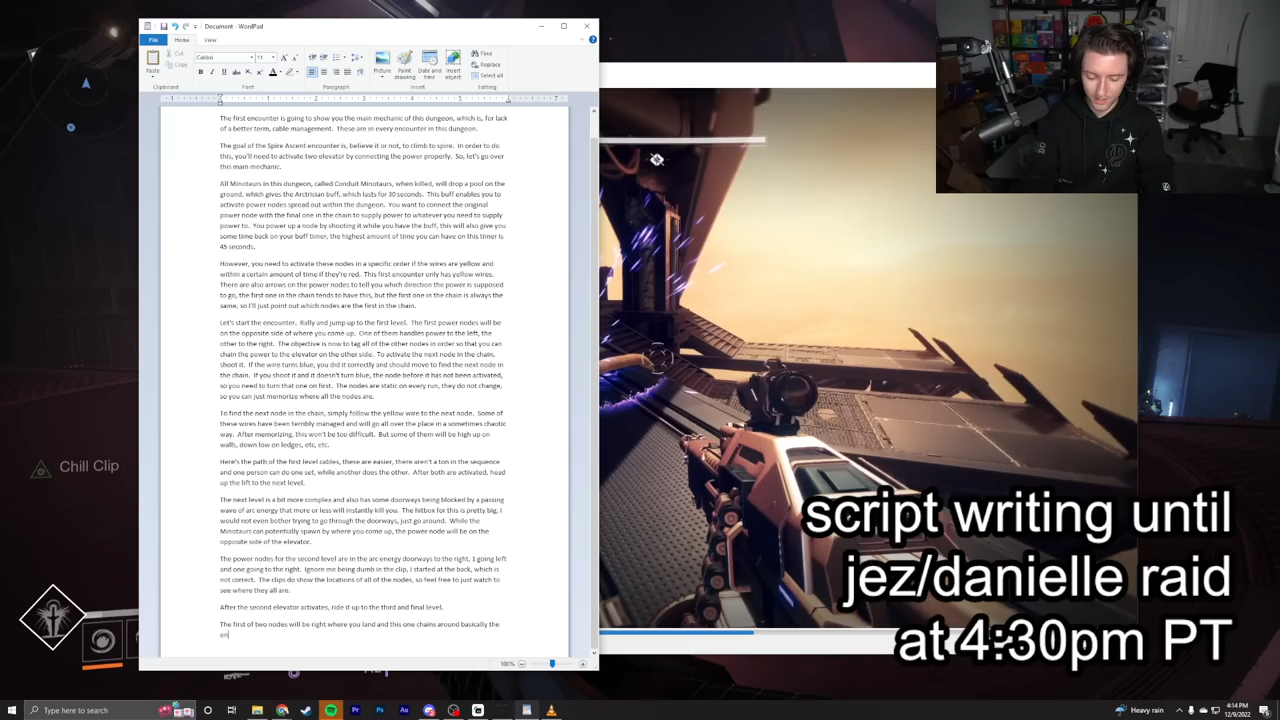 Document - WordPad
File
Home
View
Paste
Cut
Copy
Clipboard
Calibri
11
Font
Paragraph
Picture
Paint
drawing
Date and
time
Insert
object
Insert
Find
Replace
Select all
Editing
The first encounter is going to show you the main mechanic of this dungeon, which is, for lack
of a better term, cable management. These are in every encounter in this dungeon.
The goal of the Spire Ascent encounter is, believe it or not, to climb to spire. In order to do
this, you'll need to activate two elevator by connecting the power properly. So, let's go over
this main mechanic.
All Minotaurs in this dungeon, called Conduit Minotaurs, when killed, will drop a pool on the
ground, which gives the Arctrician buff, which lasts for 30 seconds. This buff enables you to
activate power nodes spread out within the dungeon. You want to connect the original
power node with the final one in the chain to supply power to whatever you need to supply
power to. You power up a node by shooting it while you have the buff, this will also give you
some time back on your buff timer, the highest amount of time you can have on this timer is
45 seconds.
However, you need to activate these nodes in a specific order if the wires are yellow and
within a certain amount of time if they're red. This first encounter only has yellow wires.
There are also arrows on the power nodes to tell you which direction the power is supposed
to go, the first one in the chain tends to have this, but the first one in the chain is always the
same, so I'll just point out which nodes are the first in the chain.
Let's start the encounter. Rally and jump up to the first level. The first power nodes will be
on the opposite side of where you come up. One of them handles power to the left, the
other to the right. The objective is now to tag all of the other nodes in order so that you can
chain the power to the elevator on the other side. To activate the next node in the chain,
shoot it. If the wire turns blue, you did it correctly and should move to find the next node in
the chain. If you shoot it and it doesn't turn blue, the node before it has not been activated,
so you need to turn that one on first. The nodes are static on every run, they do not change,
so you can just memorize where all the nodes are.
To find the next node in the chain, simply follow the yellow wire to the next node. Some of
these wires have been terribly managed and will go all over the place in a sometimes chaotic
way. After memorizing, this won't be too difficult. But some of them will be high up on
walls, down low on ledges, etc, etc.
Here's the path of the first level cables, these are easier, there aren't a ton in the sequence
and one person can do one set, while another does the other. After both are activated, head
up the lift to the next level.
The next level is a bit more complex and also has some doorways being blocked by a passing
wave of arc energy that more or less will instantly kill you. The hitbox for this is pretty big, I
would not even bother trying to go through the doorways, just go around. While the
Minotaurs can potentially spawn by where you come up, the power node will be on the
opposite side of the elevator.
The power nodes for the second level are in the arc energy doorways to the right, 1 going left
and one going to the right. Ignore me being dumb in the clip, I started at the back, which is
not correct. The clips do show the locations of all of the nodes, so feel free to just watch to
see where they all are.
After the second elevator activates, ride it up to the third and final level.
The first of two nodes will be right where you land and this one chains around basically the
en
100%
Chill Clip
script writing until
jez/danielle raid
at 4:30pm PT
Type here to search
Heavy rain
4:14 PM
12/9/2022